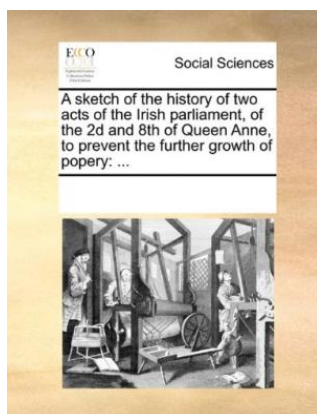 ECCO
Social Sciences
A sketch of the history of two
acts of the Irish parliament, of
the 2d and 8th of Queen Anne,
to prevent the further growth of
popery: ...